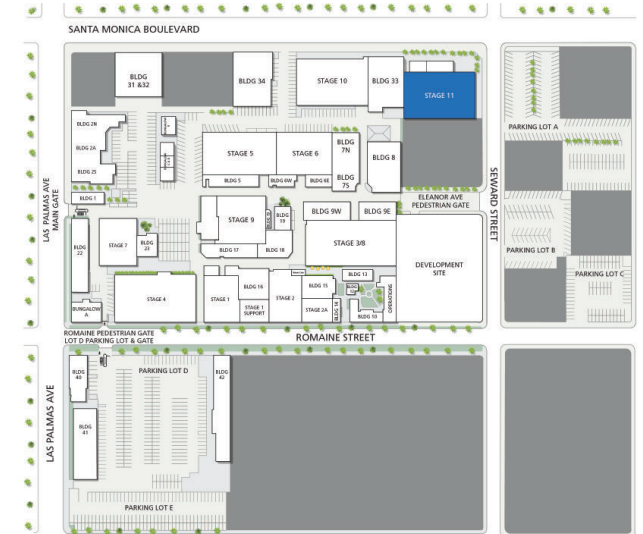 SANTA MONICA BOULEVARD
BLDG
31 &32
BLDG 34
STAGE 10
BLDG 33
STAGE 11
PARKING LOT A
BLDG 2N
BLDG 2A
BLDG 2S
STAGE 5
STAGE 6
BLDG
7N
BLDG
7S
BLDG 8
BLDG 5
BLDG 6W
BLDG 6E
LAS PALMAS AVE
MAIN GATE
BLDG 1
ELEANOR AVE
PEDESTRIAN GATE
SEWARD STREET
STAGE 9
BLDG
19
BLDG 9W
BLDG 9E
BLDG
22
STAGE 7
BLDG
23
BLDG 17
BLDG 18
STAGE 3/8
DEVELOPMENT
SITE
PARKING LOT B
PARKING LOT C
STAGE 4
STAGE 1
BLDG 16
STAGE 1
SUPPORT
STAGE 2
BLDG 15
STAGE 2A
BLDG 14
BLDG 13
BLDG 10
OPERATIONS
BUNGALOW
A
ROMAINE PEDESTRIAN GATE
LOT D PARKING LOT & GATE
ROMAINE STREET
LAS PALMAS AVE
BLDG
40
PARKING LOT D
BLDG
42
BLDG
41
PARKING LOT E